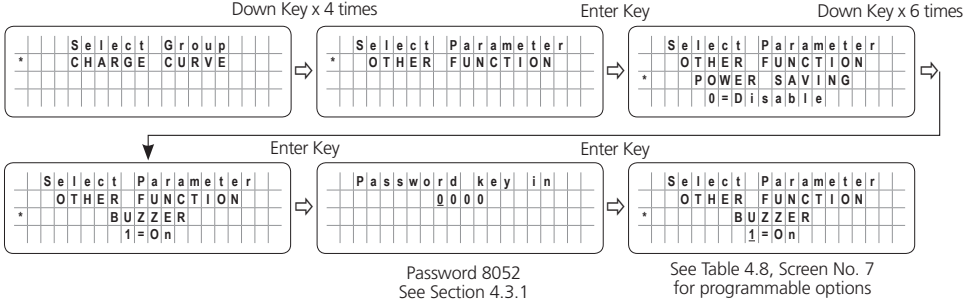 Down Key x 4 times
Enter Key
Down Key x 6 times
Select Group
* CHARGE CURVE
Select Parameter
* OTHER FUNCTION
Select Parameter
OTHER FUNCTION
* POWER SAVING
0=Disable
Enter Key
Enter Key
Select Parameter
OTHER FUNCTION
* BUZZER
1=On
Password key in
0000
Select Parameter
OTHER FUNCTION
* BUZZER
1=On
Password 8052
See Section 4.3.1
See Table 4.8, Screen No. 7
for programmable options